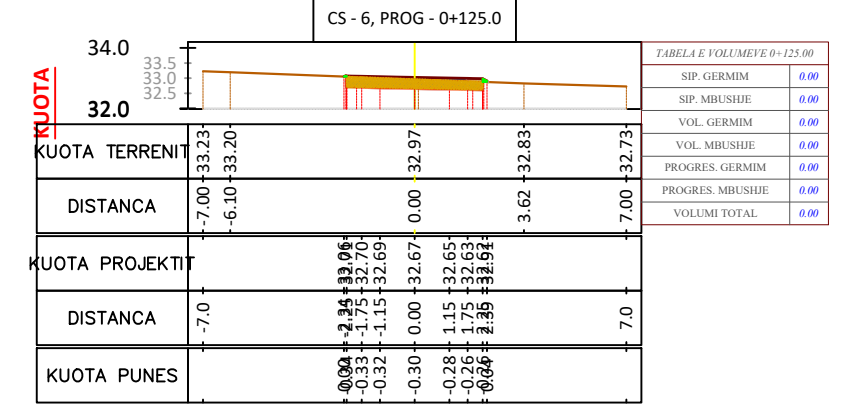 CS - 6, PROG - 0+125.0
34.0
33.5
33.0
32.5
32.0
KUOTA
TABELA E VOLUMEVE 0+125.00
SIP. GERMIM 0.00
SIP. MBUSHJE 0.00
VOL. GERMIM 0.00
VOL. MBUSHJE 0.00
PROGRES. GERMIM 0.00
PROGRES. MBUSHJE 0.00
VOLUMI TOTAL 0.00
KUOTA TERRENIT 33.23 33.20 32.97 32.83 32.73
DISTANCA -7.00 -6.10 0.00 3.62 7.00
KUOTA PROJEKTIT 32.70 32.69 32.67 32.65 32.63
DISTANCA -7.0 -1.75 -1.15 0.00 1.15 1.75 7.0
KUOTA PUNES -0.33 -0.32 -0.30 -0.28 -0.26